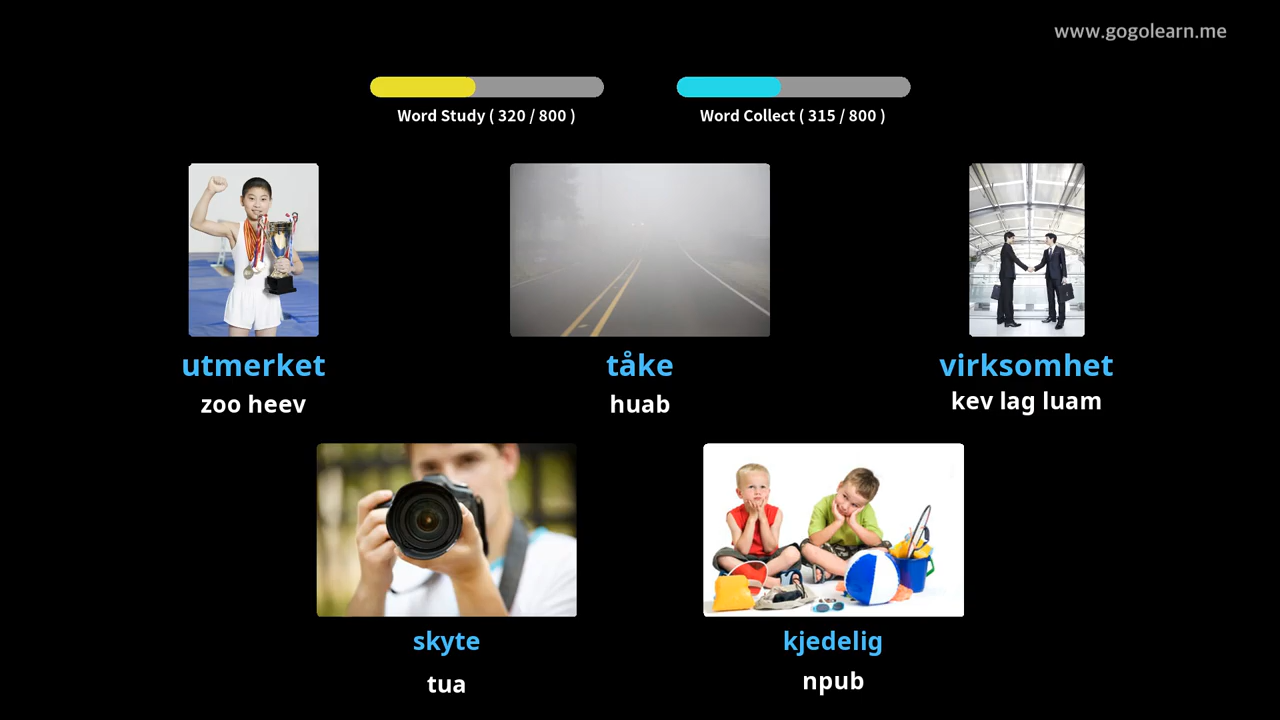 www.gogolearn.me
Word Study ( 320 / 800 )
Word Collect ( 315 / 800 )
utmerket
tåke
virksomhet
zoo heev
huab
kev lag luam
skyte
kjedelig
tua
npub